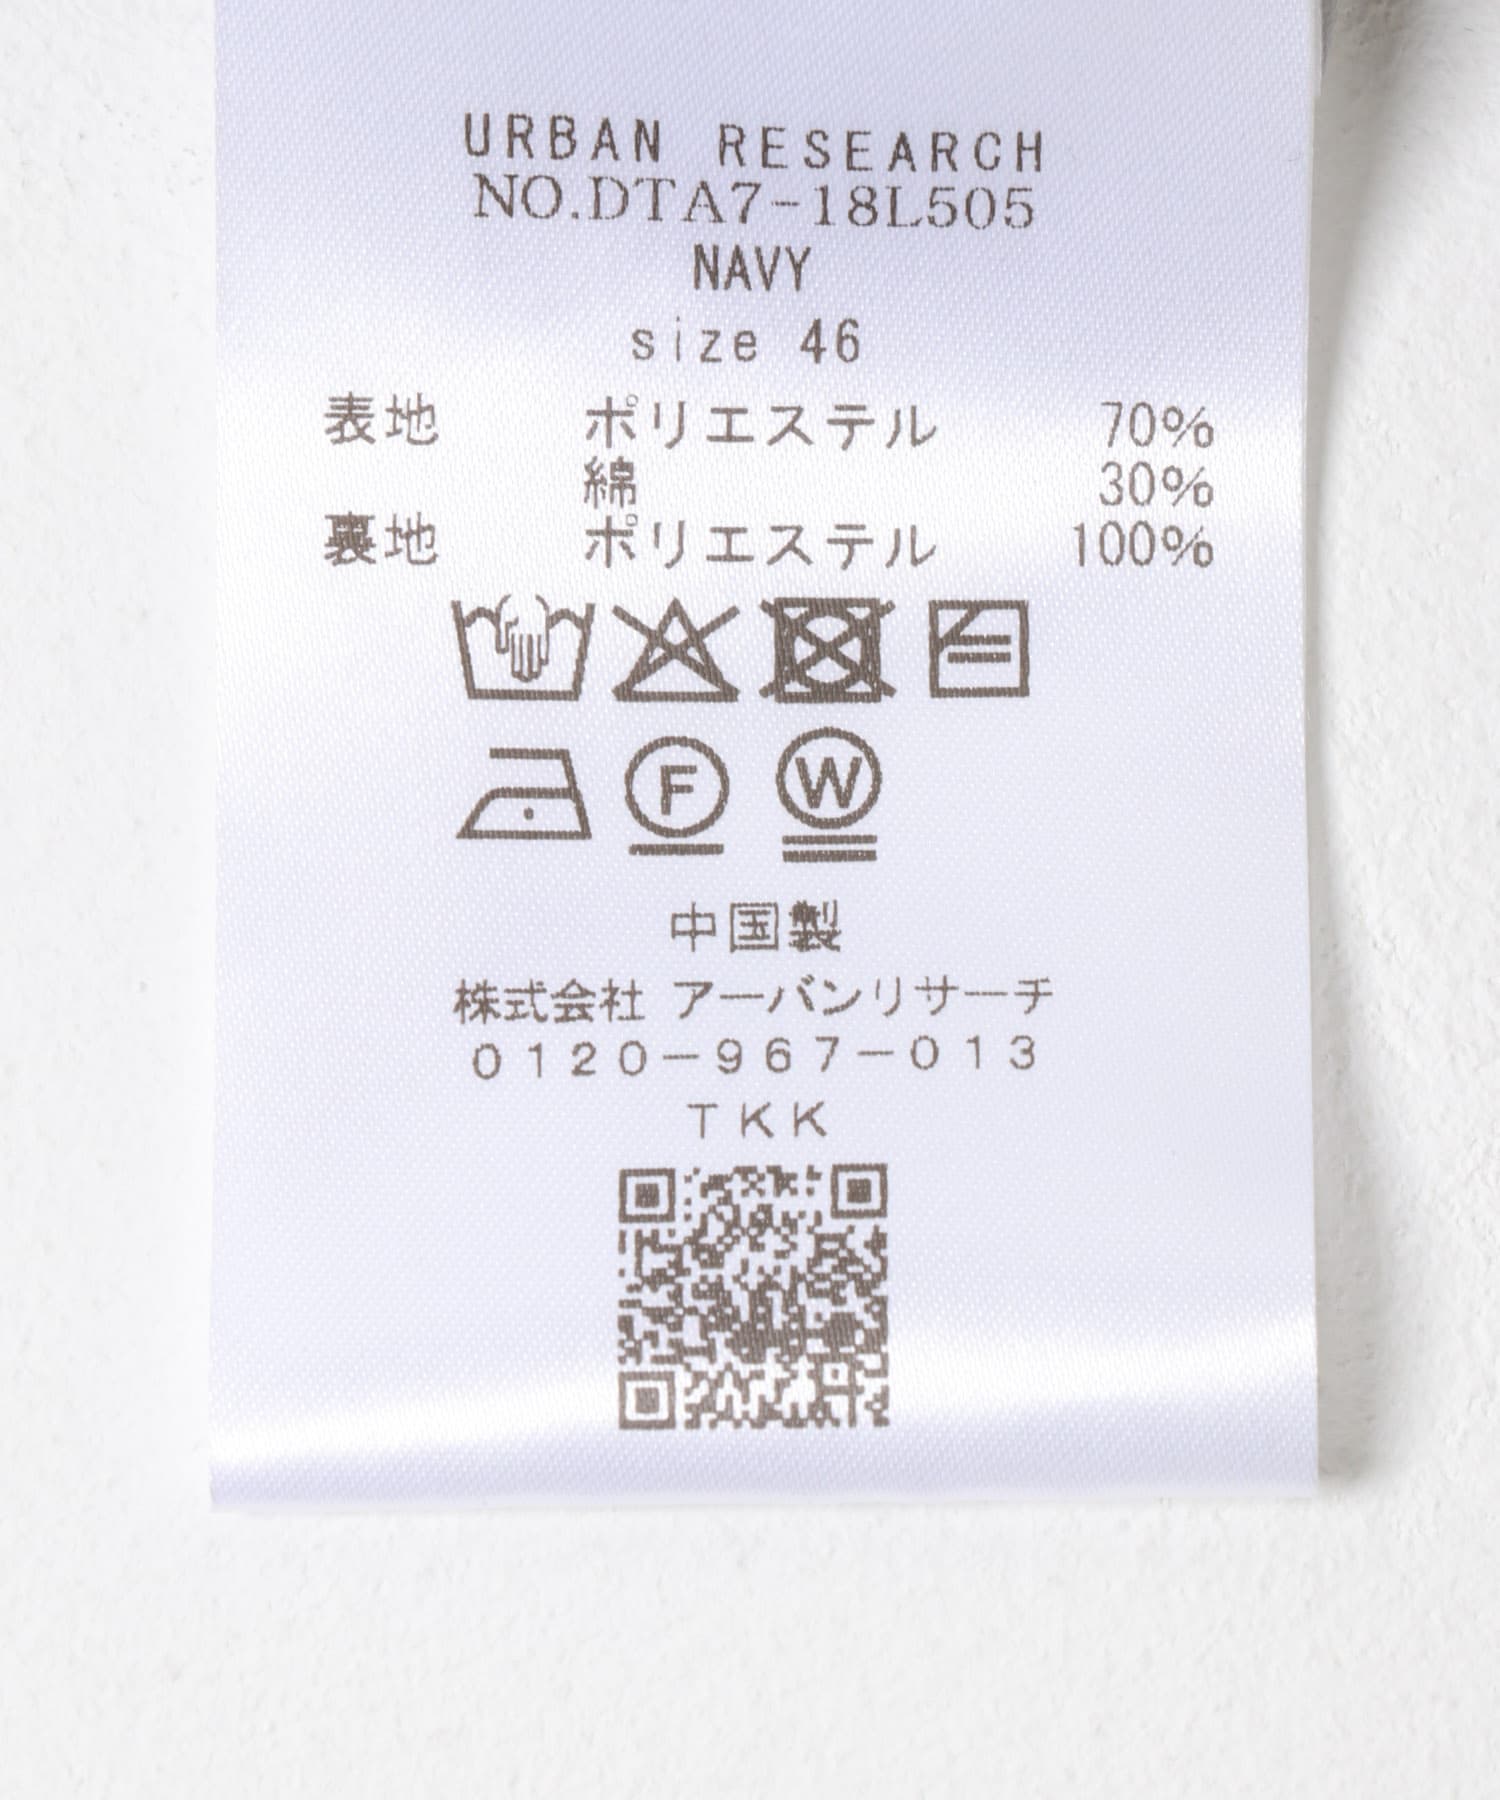 URBAN RESEARCH
NO.DTA7-18L505
NAVY
size 46
表地 ポリエステル 70%
綿 30%
裏地 ポリエステル 100%
F W
中国製
株式会社 アーバンリサーチ
0120-967-013
TKK